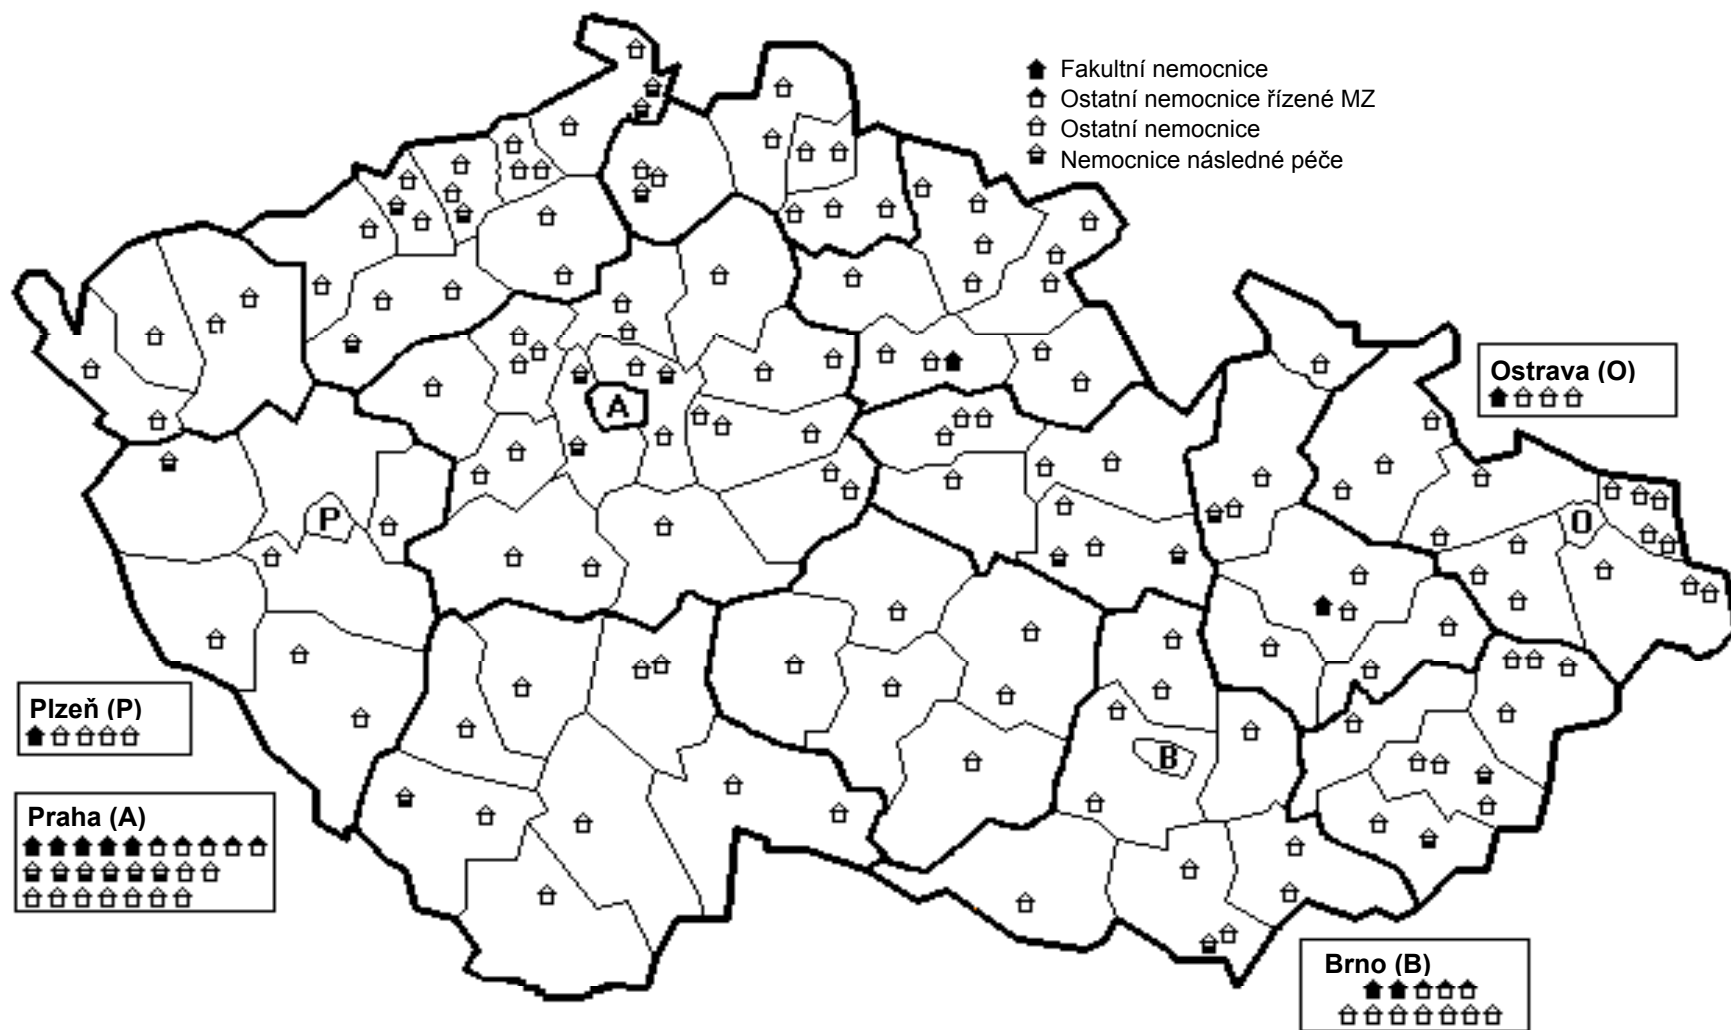 Fakultní nemocnice
Ostatní nemocnice řízené MZ
Ostatní nemocnice
Nemocnice následné péče
Ostrava (O)
A
P
O
Plzeň (P)
B
Praha (A)
Brno (B)